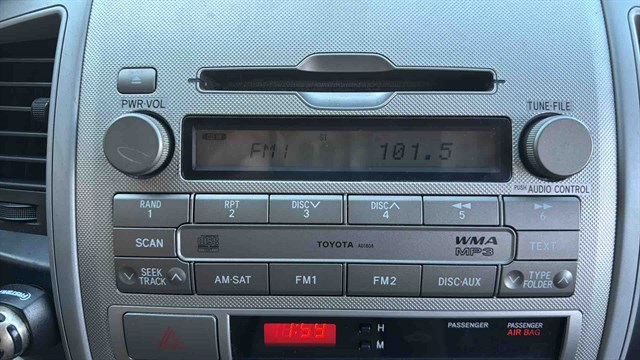 PWR·VOL
TUNE·FILE
FM1 101.5
PUSH AUDIO CONTROL
RAND 1
RPT 2
DISC 3
DISC 4
5
6
SCAN
TOYOTA
WMA
MP3
TEXT
SEEK
TRACK
AM·SAT
FM1
FM2
DISC·AUX
TYPE
FOLDER
11:59
H
M
PASSENGER
PASSENGER
AIR BAG